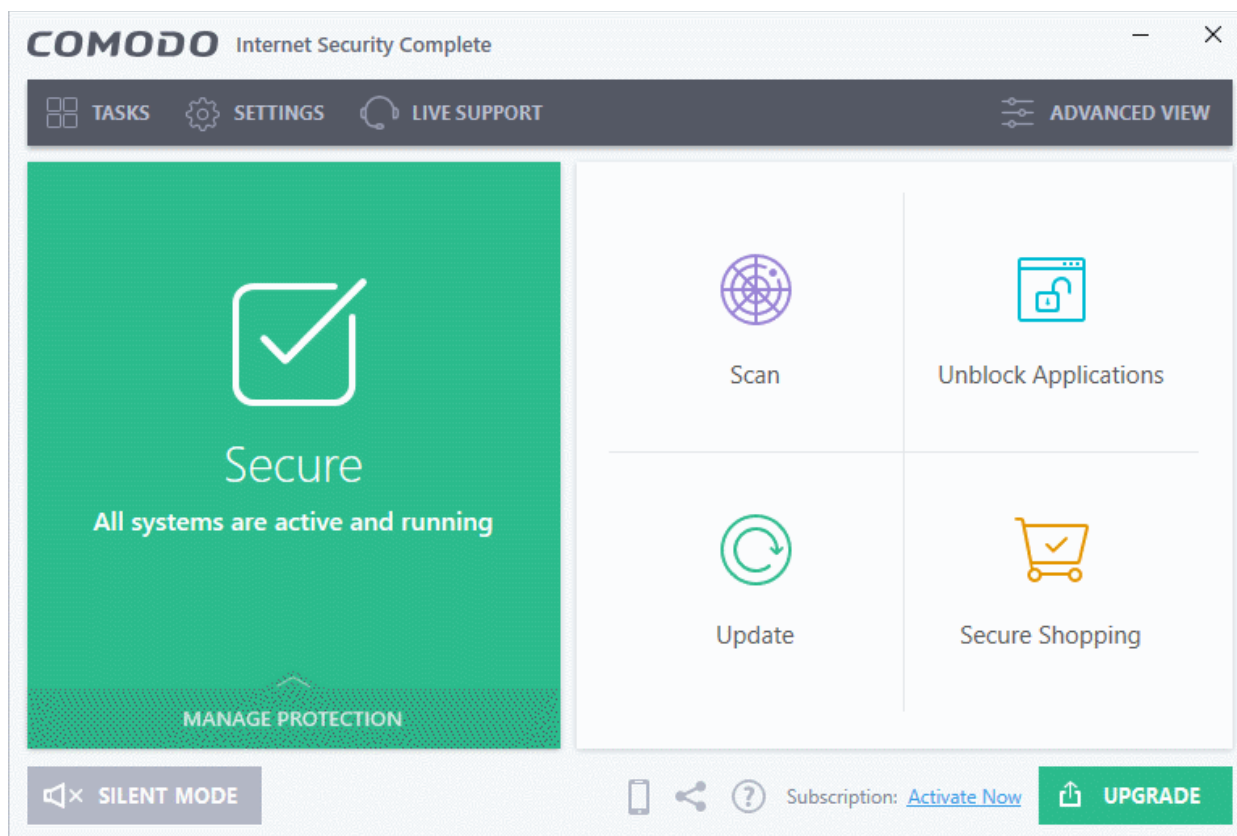 COMODO Internet Security Complete
TASKS SETTINGS LIVE SUPPORT ADVANCED VIEW
Secure
All systems are active and running
MANAGE PROTECTION
Scan
Unblock Applications
Update
Secure Shopping
SILENT MODE
? Subscription: Activate Now UPGRADE